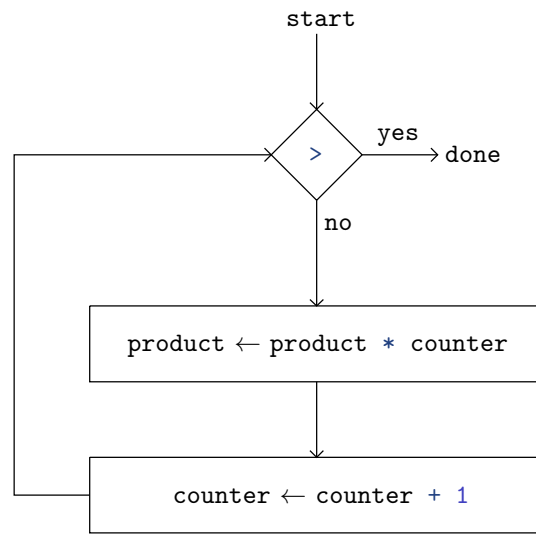 start
>
yes
done
no
product ← product * counter
counter ← counter + 1